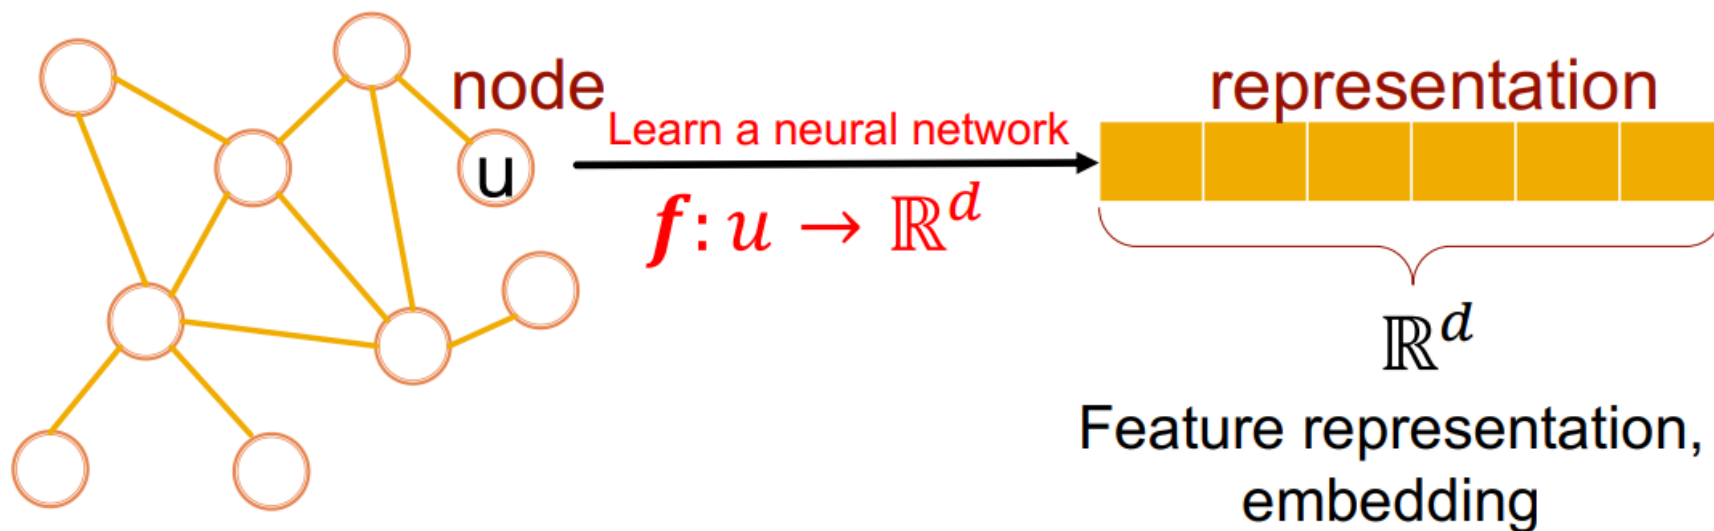 node
representation
Learn a neural network
u
f: u → ℝ^d
ℝ^d
Feature representation,
embedding